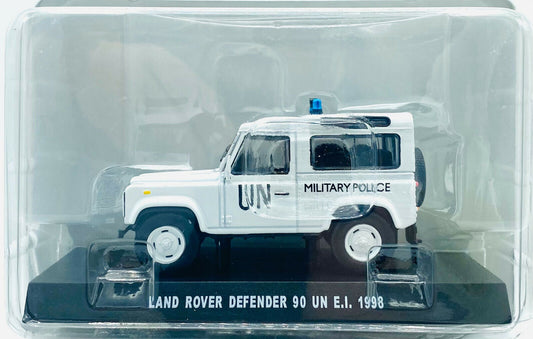 UN
MILITARY POLICE
LAND ROVER DEFENDER 90 UN E.I. 1998